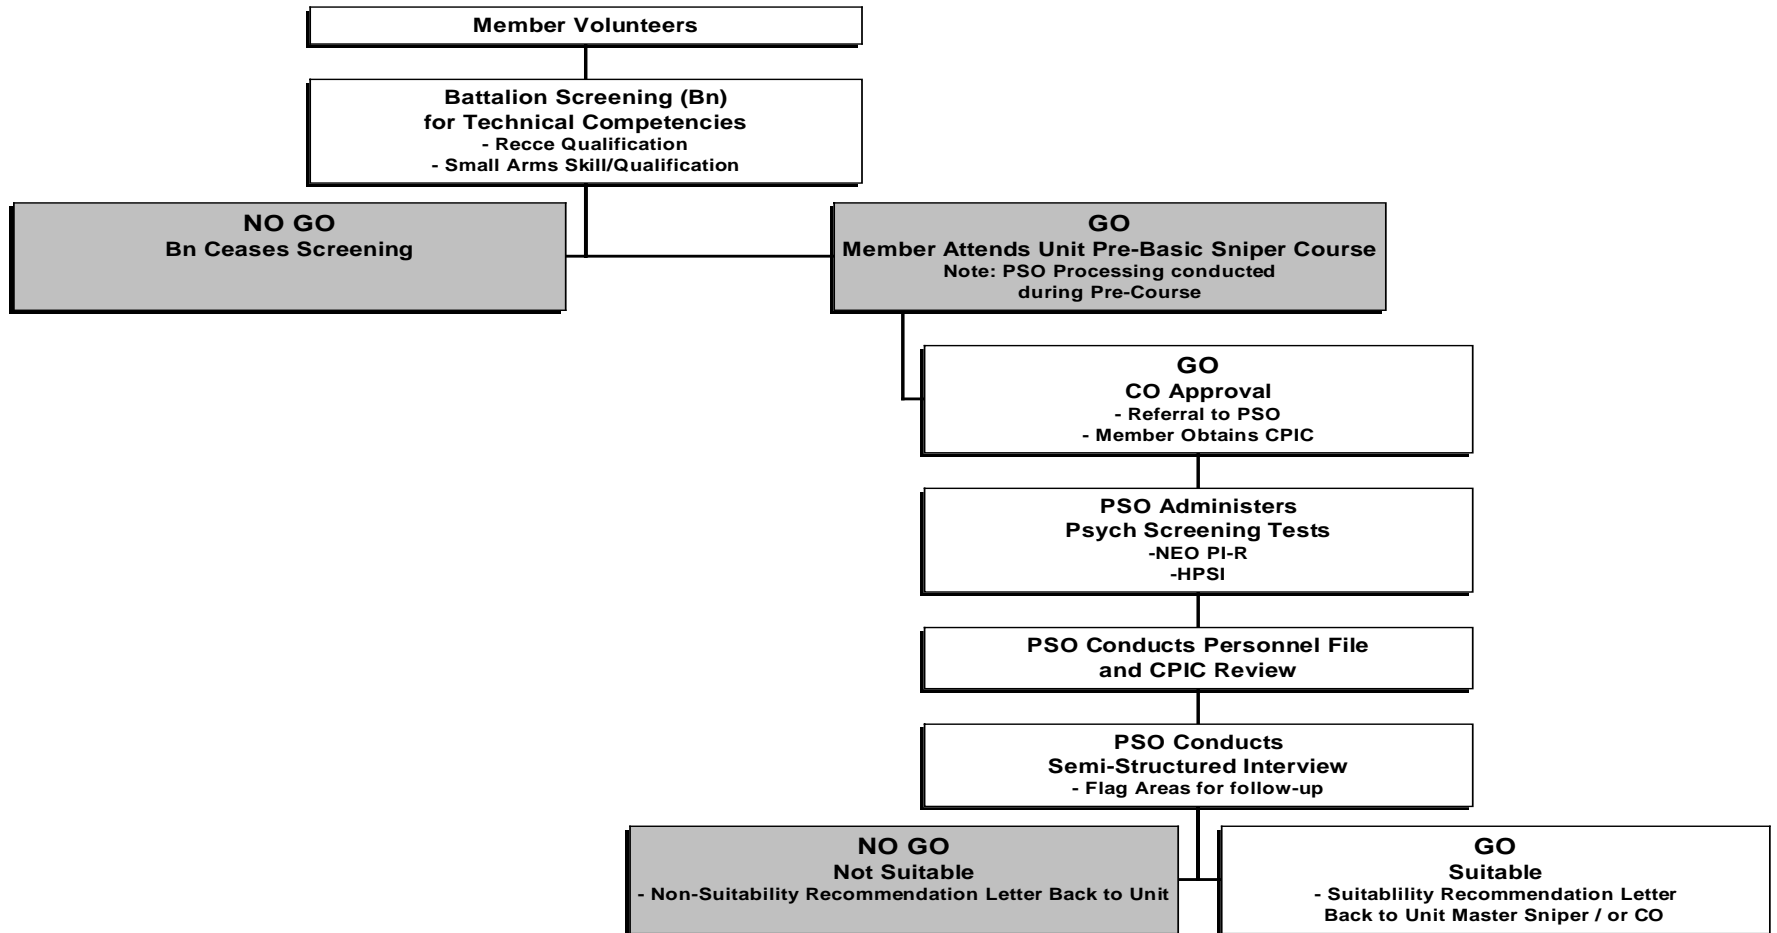 Member Volunteers
Battalion Screening (Bn)
for Technical Competencies
- Recce Qualification
- Small Arms Skill/Qualification
NO GO
Bn Ceases Screening
GO
Member Attends Unit Pre-Basic Sniper Course
Note: PSO Processing conducted
during Pre-Course
GO
CO Approval
- Referral to PSO
- Member Obtains CPIC
PSO Administers
Psych Screening Tests
-NEO PI-R
-HPSI
PSO Conducts Personnel File
and CPIC Review
PSO Conducts
Semi-Structured Interview
- Flag Areas for follow-up
NO GO
Not Suitable
- Non-Suitability Recommendation Letter Back to Unit
GO
Suitable
- Suitablility Recommendation Letter
Back to Unit Master Sniper / or CO